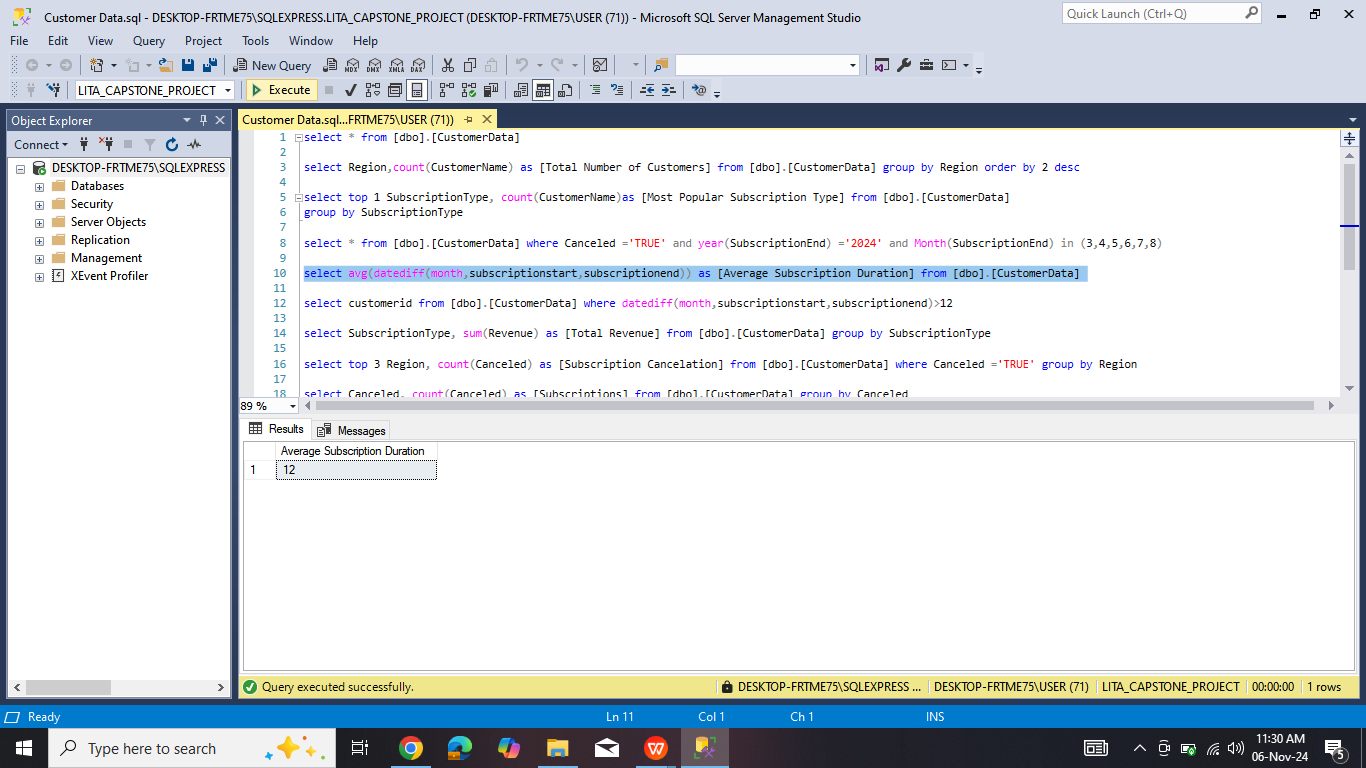 Customer Data.sql - DESKTOP-FRTME75\SQLEXPRESS.LITA_CAPSTONE_PROJECT (DESKTOP-FRTME75\USER (71)) - Microsoft SQL Server Management Studio
Quick Launch (Ctrl+Q)
File Edit View Query Project Tools Window Help
New Query MDX DMX XMLA DAX
LITA_CAPSTONE_PROJECT Execute
Object Explorer
Customer Data.sql...FRTME75\USER (71))
Connect
DESKTOP-FRTME75\SQLEXPRESS
Databases
Security
Server Objects
Replication
Management
XEvent Profiler
1 select * from [dbo].[CustomerData]
2
3 select Region,count(CustomerName) as [Total Number of Customers] from [dbo].[CustomerData] group by Region order by 2 desc
4
5 select top 1 SubscriptionType, count(CustomerName)as [Most Popular Subscription Type] from [dbo].[CustomerData]
6 group by SubscriptionType
7
8 select * from [dbo].[CustomerData] where Canceled ='TRUE' and year(SubscriptionEnd) ='2024' and Month(SubscriptionEnd) in (3,4,5,6,7,8)
9
10 select avg(datediff(month,subscriptionstart,subscriptionend)) as [Average Subscription Duration] from [dbo].[CustomerData]
11
12 select customerid from [dbo].[CustomerData] where datediff(month,subscriptionstart,subscriptionend)>12
13
14 select SubscriptionType, sum(Revenue) as [Total Revenue] from [dbo].[CustomerData] group by SubscriptionType
15
16 select top 3 Region, count(Canceled) as [Subscription Cancelation] from [dbo].[CustomerData] where Canceled ='TRUE' group by Region
17
18 select Canceled, count(Canceled) as [Subscriptions] from [dbo].[CustomerData] group by Canceled
89 %
Results Messages
Average Subscription Duration
1 12
Query executed successfully. DESKTOP-FRTME75\SQLEXPRESS ... DESKTOP-FRTME75\USER (71) LITA_CAPSTONE_PROJECT 00:00:00 1 rows
Ready Ln 11 Col 1 Ch 1 INS
Type here to search
11:30 AM
06-Nov-24
5